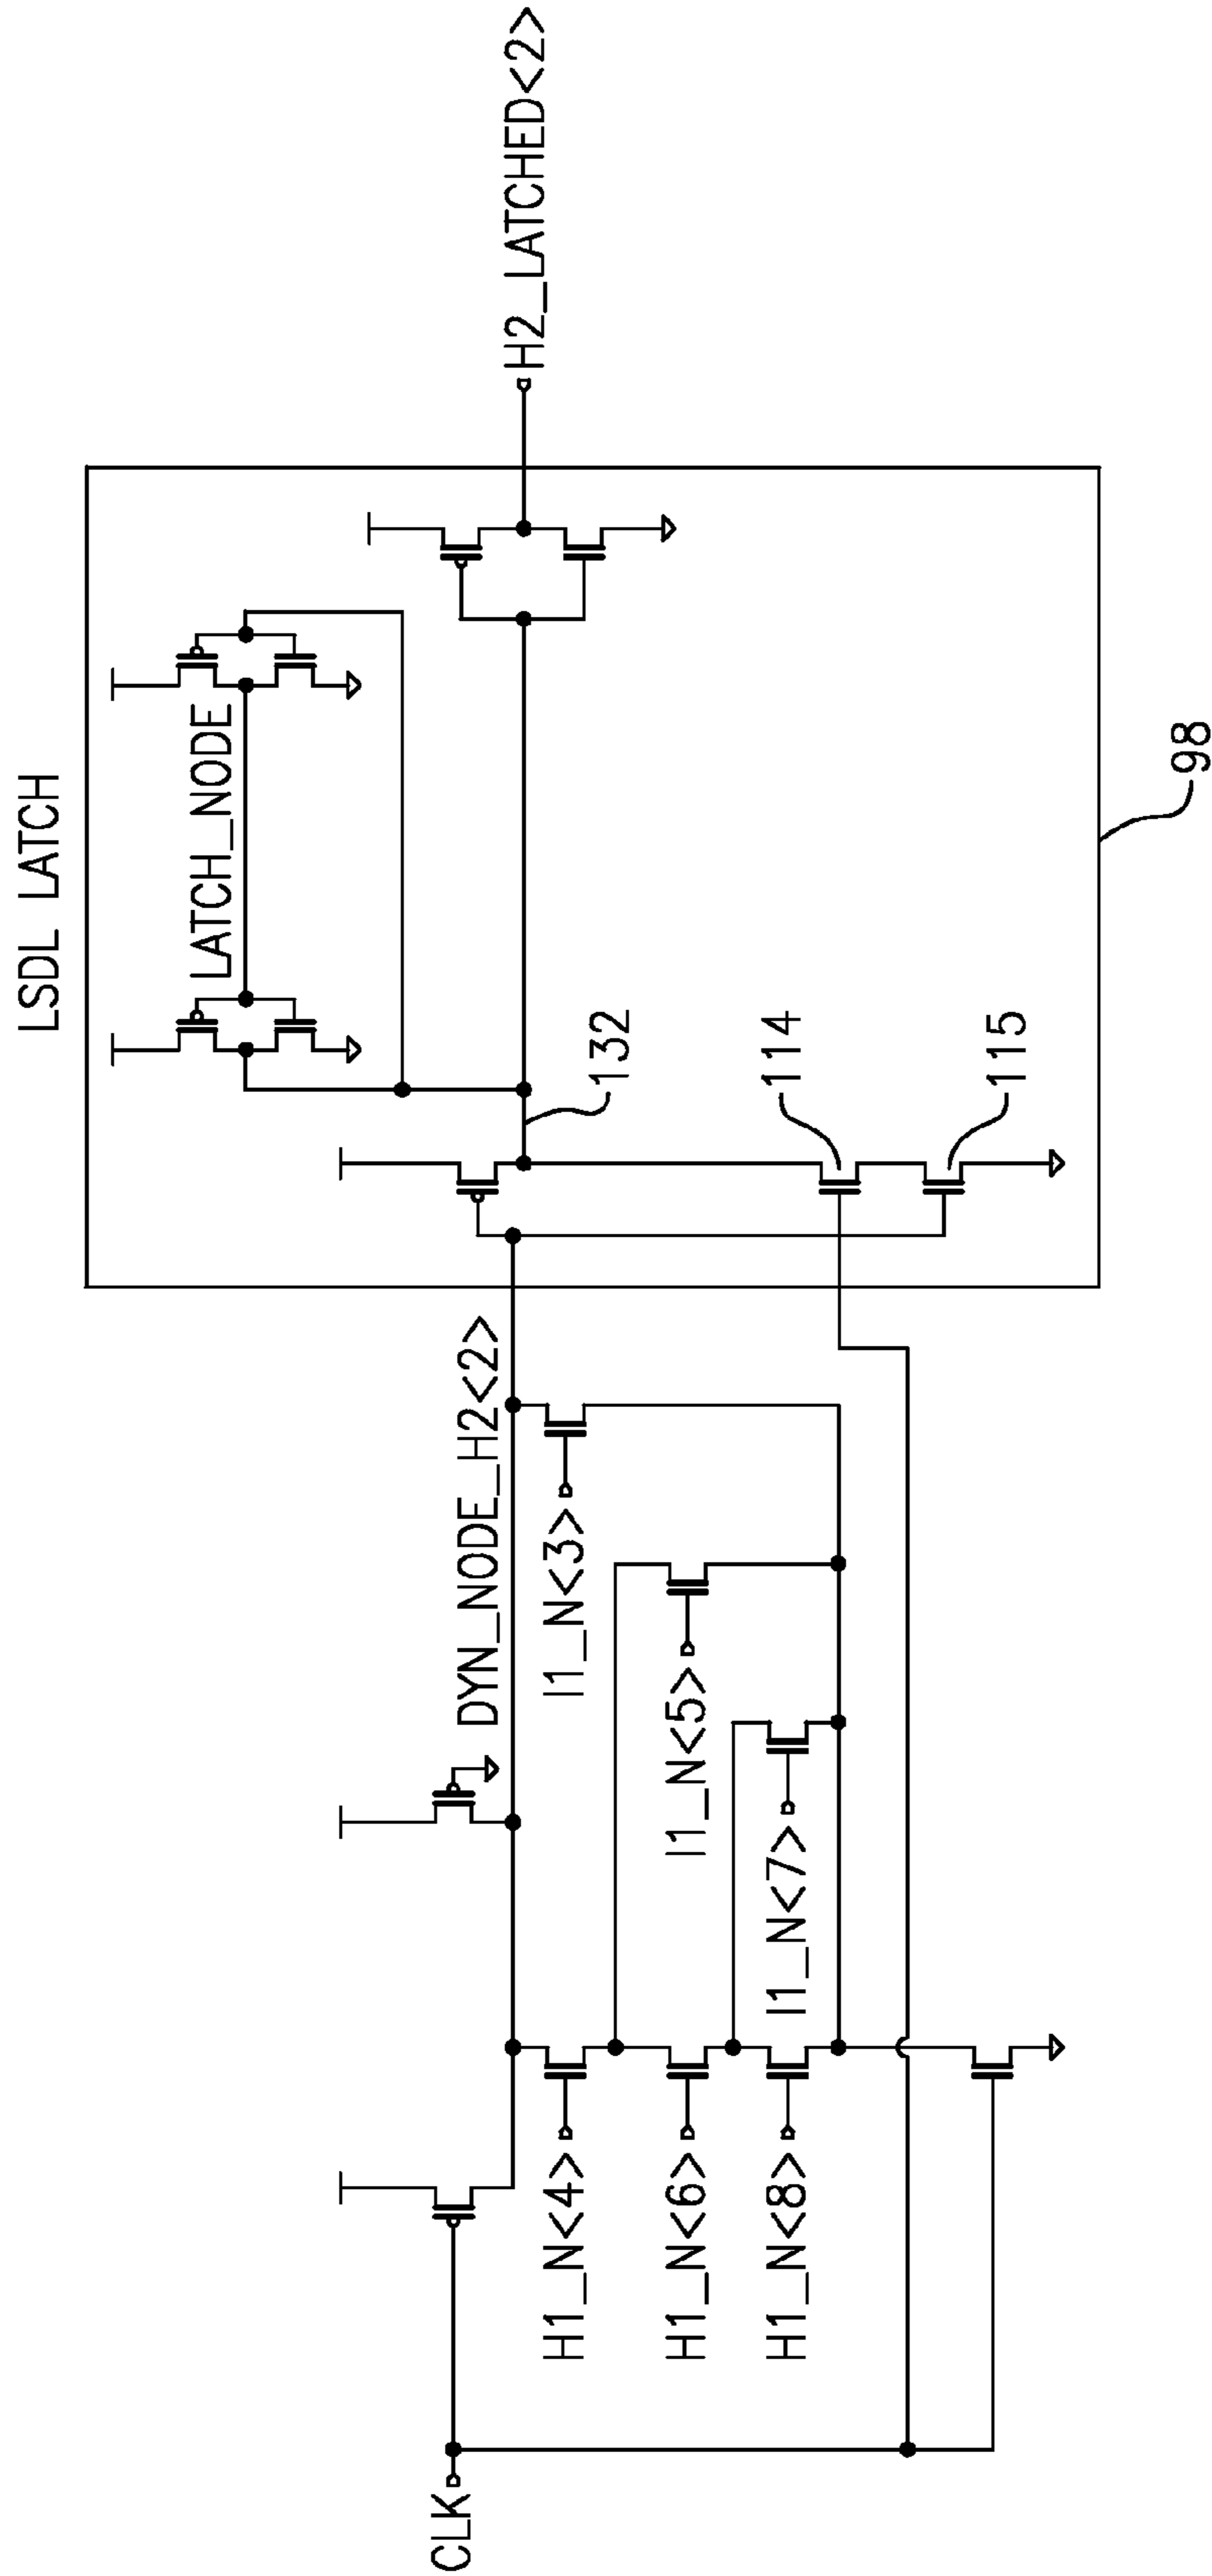 LSDL LATCH
LATCH_NODE
H2_LATCHED<2>
DYN_NODE_H2<2>
132
114
115
98
I1_N<3>
I1_N<5>
I1_N<7>
H1_N<4>
H1_N<6>
H1_N<8>
CLK